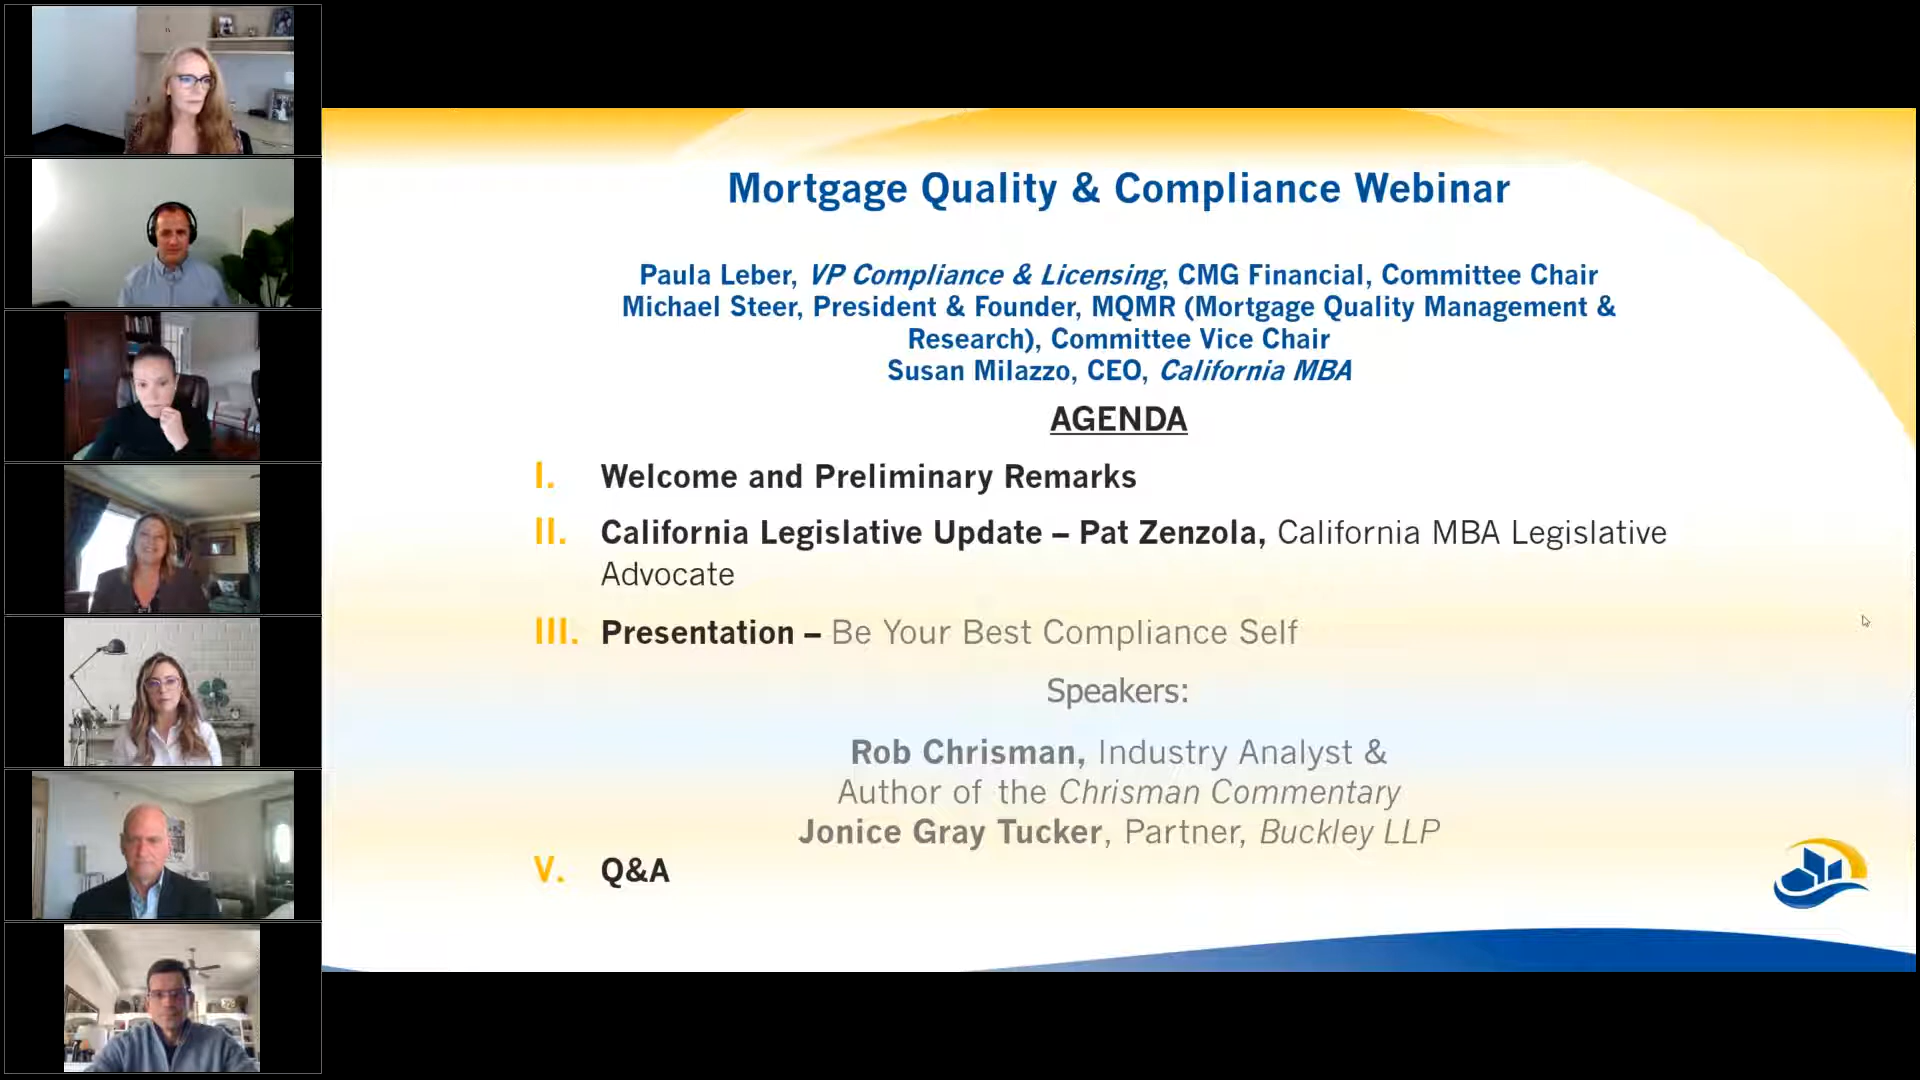 Mortgage Quality & Compliance Webinar
Paula Leber, VP Compliance & Licensing, CMG Financial, Committee Chair
Michael Steer, President & Founder, MQMR (Mortgage Quality Management &
Research), Committee Vice Chair
Susan Milazzo, CEO, California MBA
AGENDA
I. Welcome and Preliminary Remarks
II. California Legislative Update – Pat Zenzola, California MBA Legislative
Advocate
III. Presentation – Be Your Best Compliance Self
Speakers:
Rob Chrisman, Industry Analyst &
Author of the Chrisman Commentary
Jonice Gray Tucker, Partner, Buckley LLP
V. Q&A